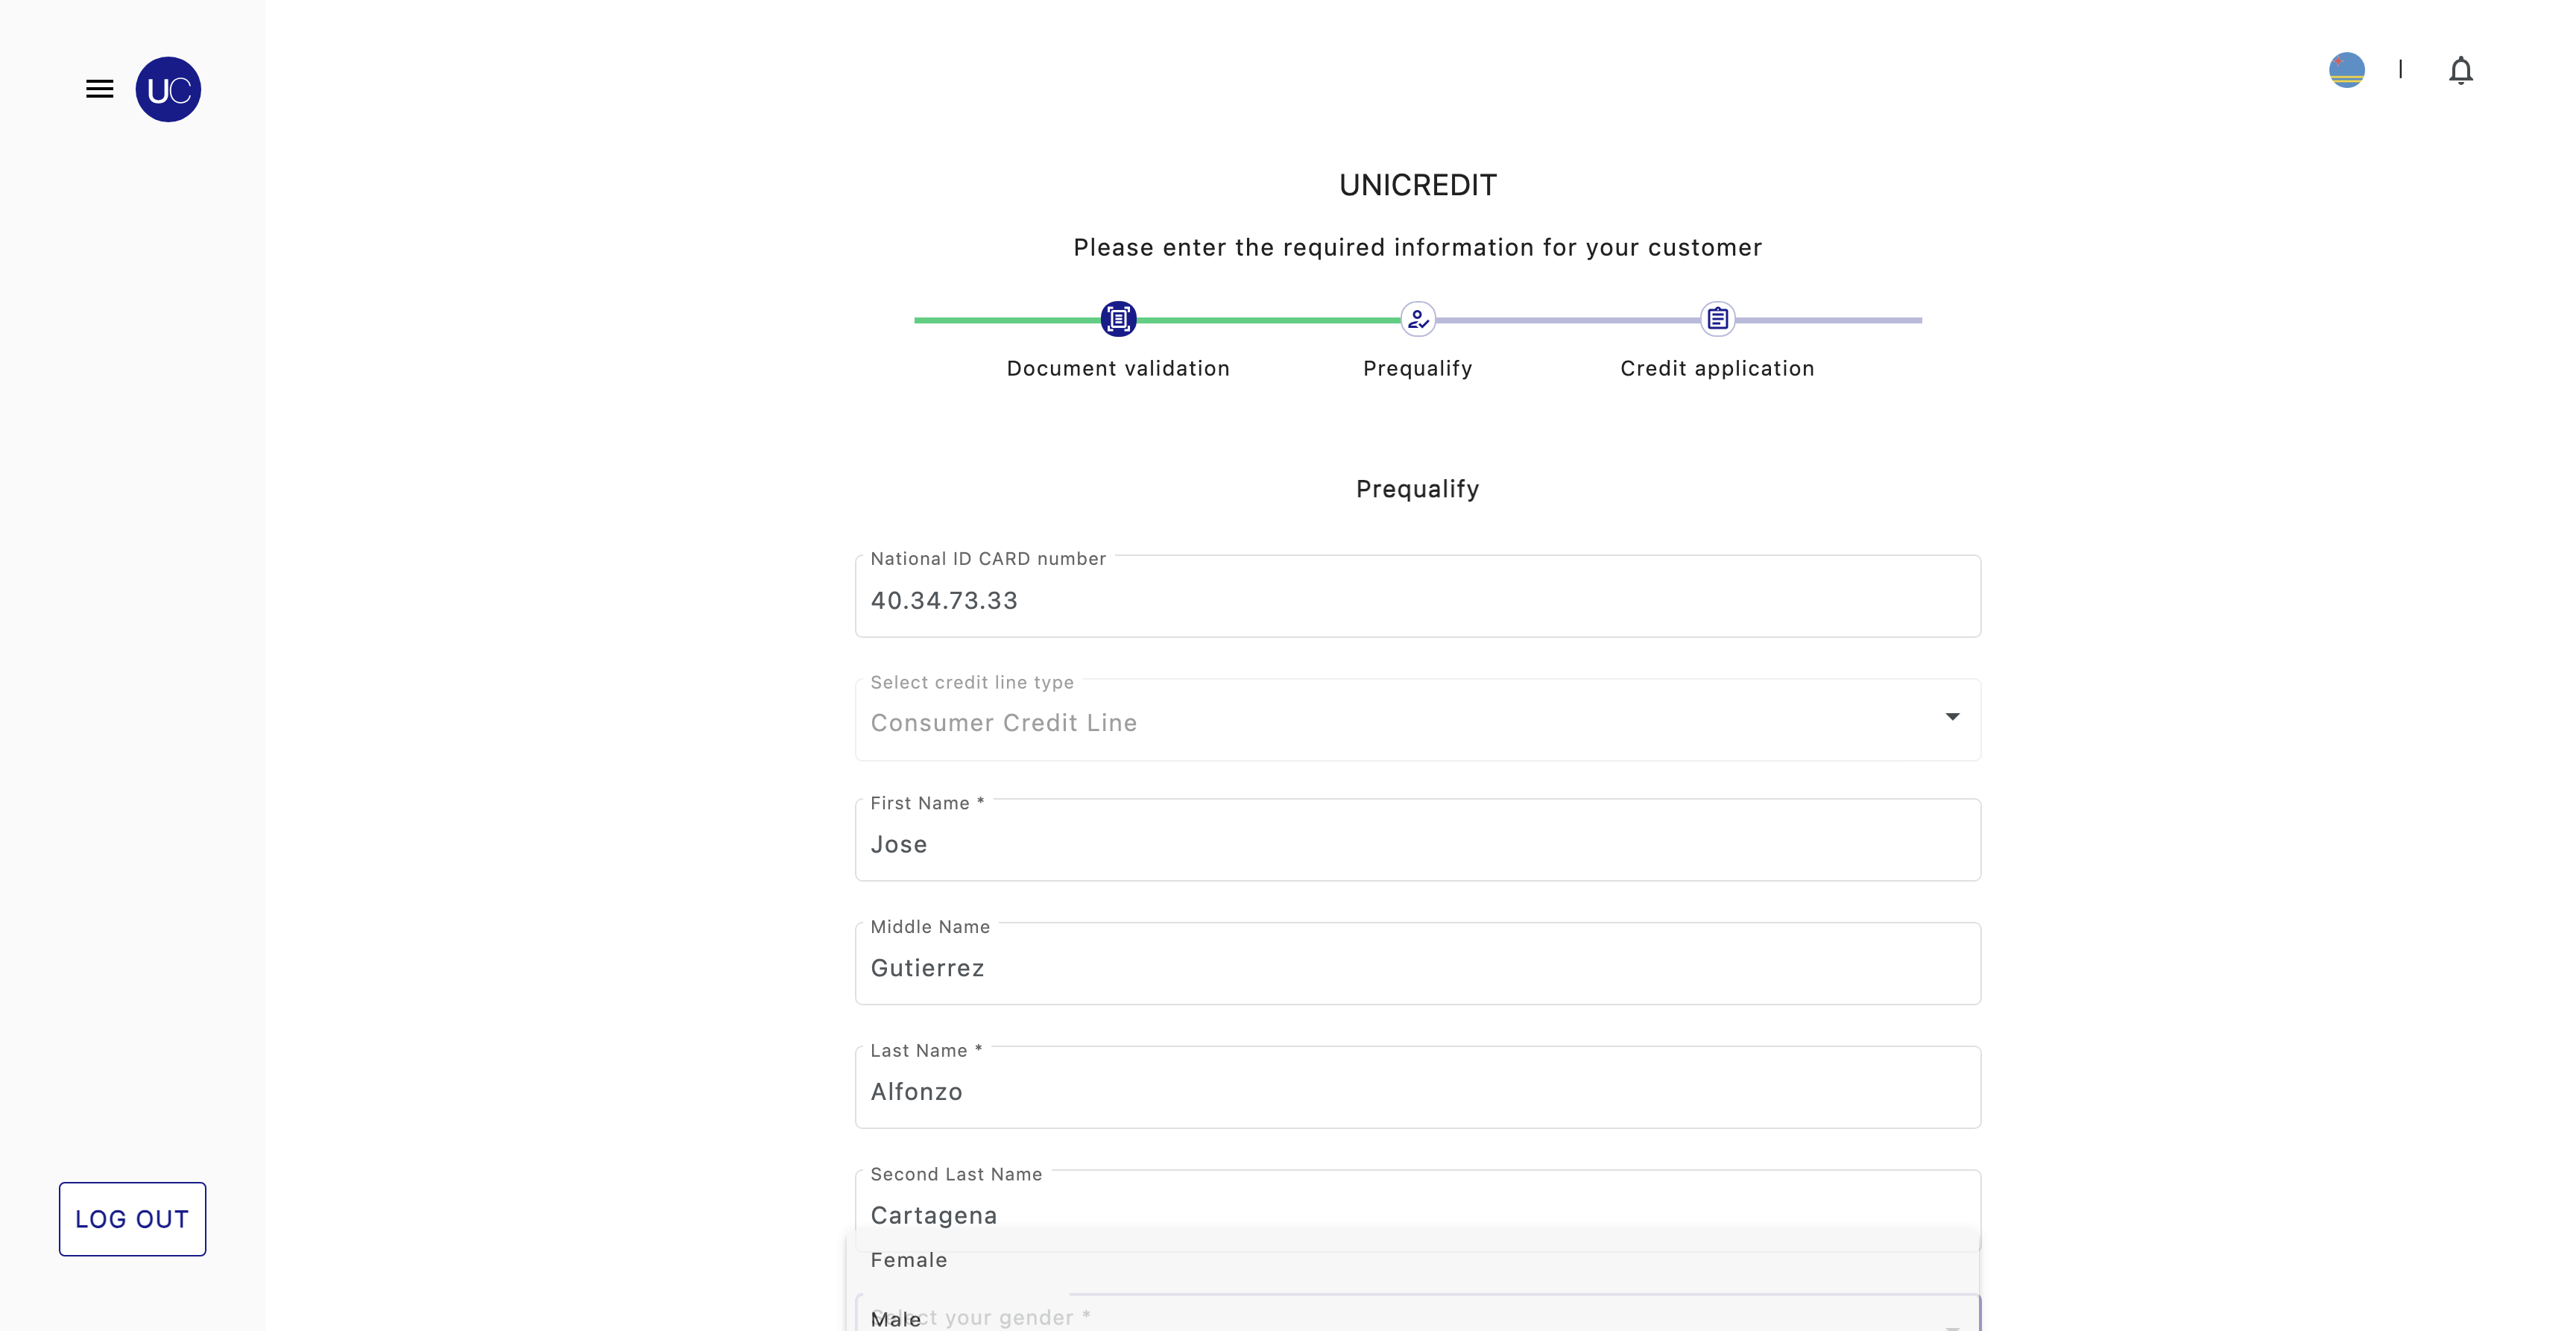 UC
UNICREDIT
Please enter the required information for your customer
Document validation
Prequalify
Credit application
Prequalify
National ID CARD number
40.34.73.33
Select credit line type
Consumer Credit Line
First Name *
Jose
Middle Name
Gutierrez
Last Name *
Alfonzo
Second Last Name
Cartagena
LOG OUT
Female
Select your gender *
Male